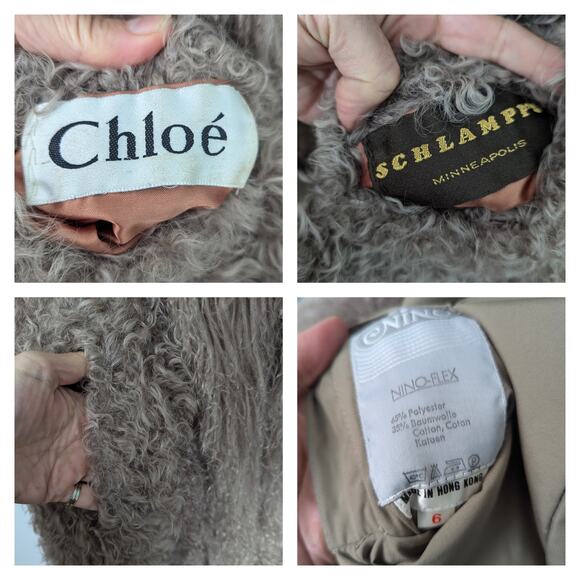 Chloé
SCHLAMPP
MINNEAPOLIS
NINO
NINO-FLEX
65% Polyester
35% Baumwolle
Cotton, Coton
Katoen
IN HONG KONG
6